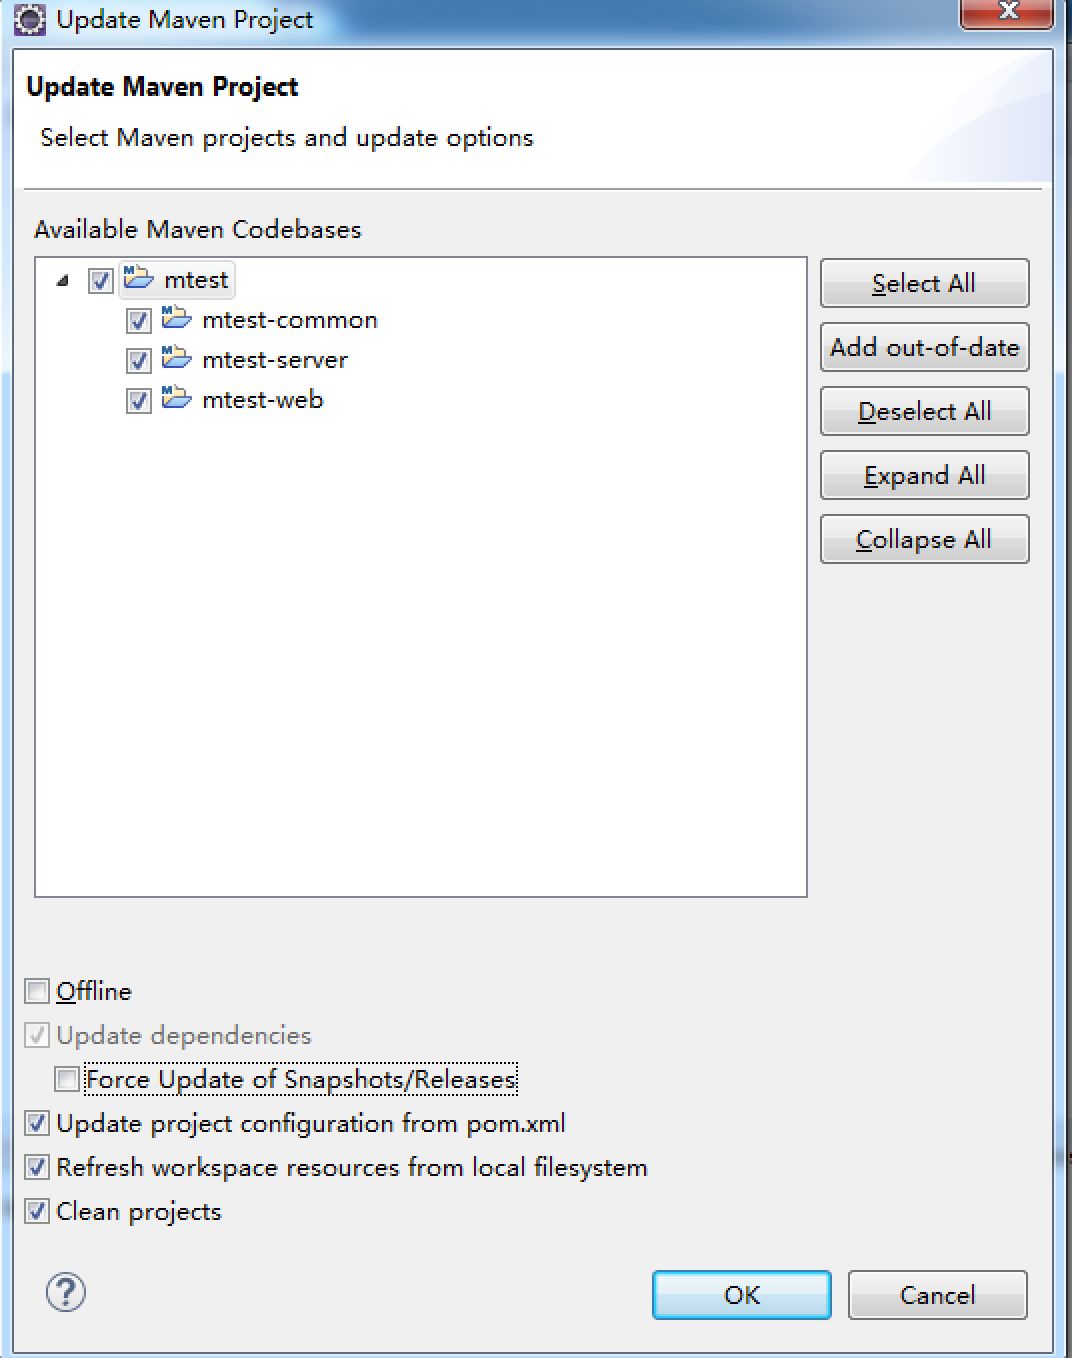 Update Maven Project
Update Maven Project
Select Maven projects and update options
Available Maven Codebases
mtest
mtest-common
mtest-server
mtest-web
Select All
Add out-of-date
Deselect All
Expand All
Collapse All
Offline
Update dependencies
Force Update of Snapshots/Releases
Update project configuration from pom.xml
Refresh workspace resources from local filesystem
Clean projects
OK Cancel